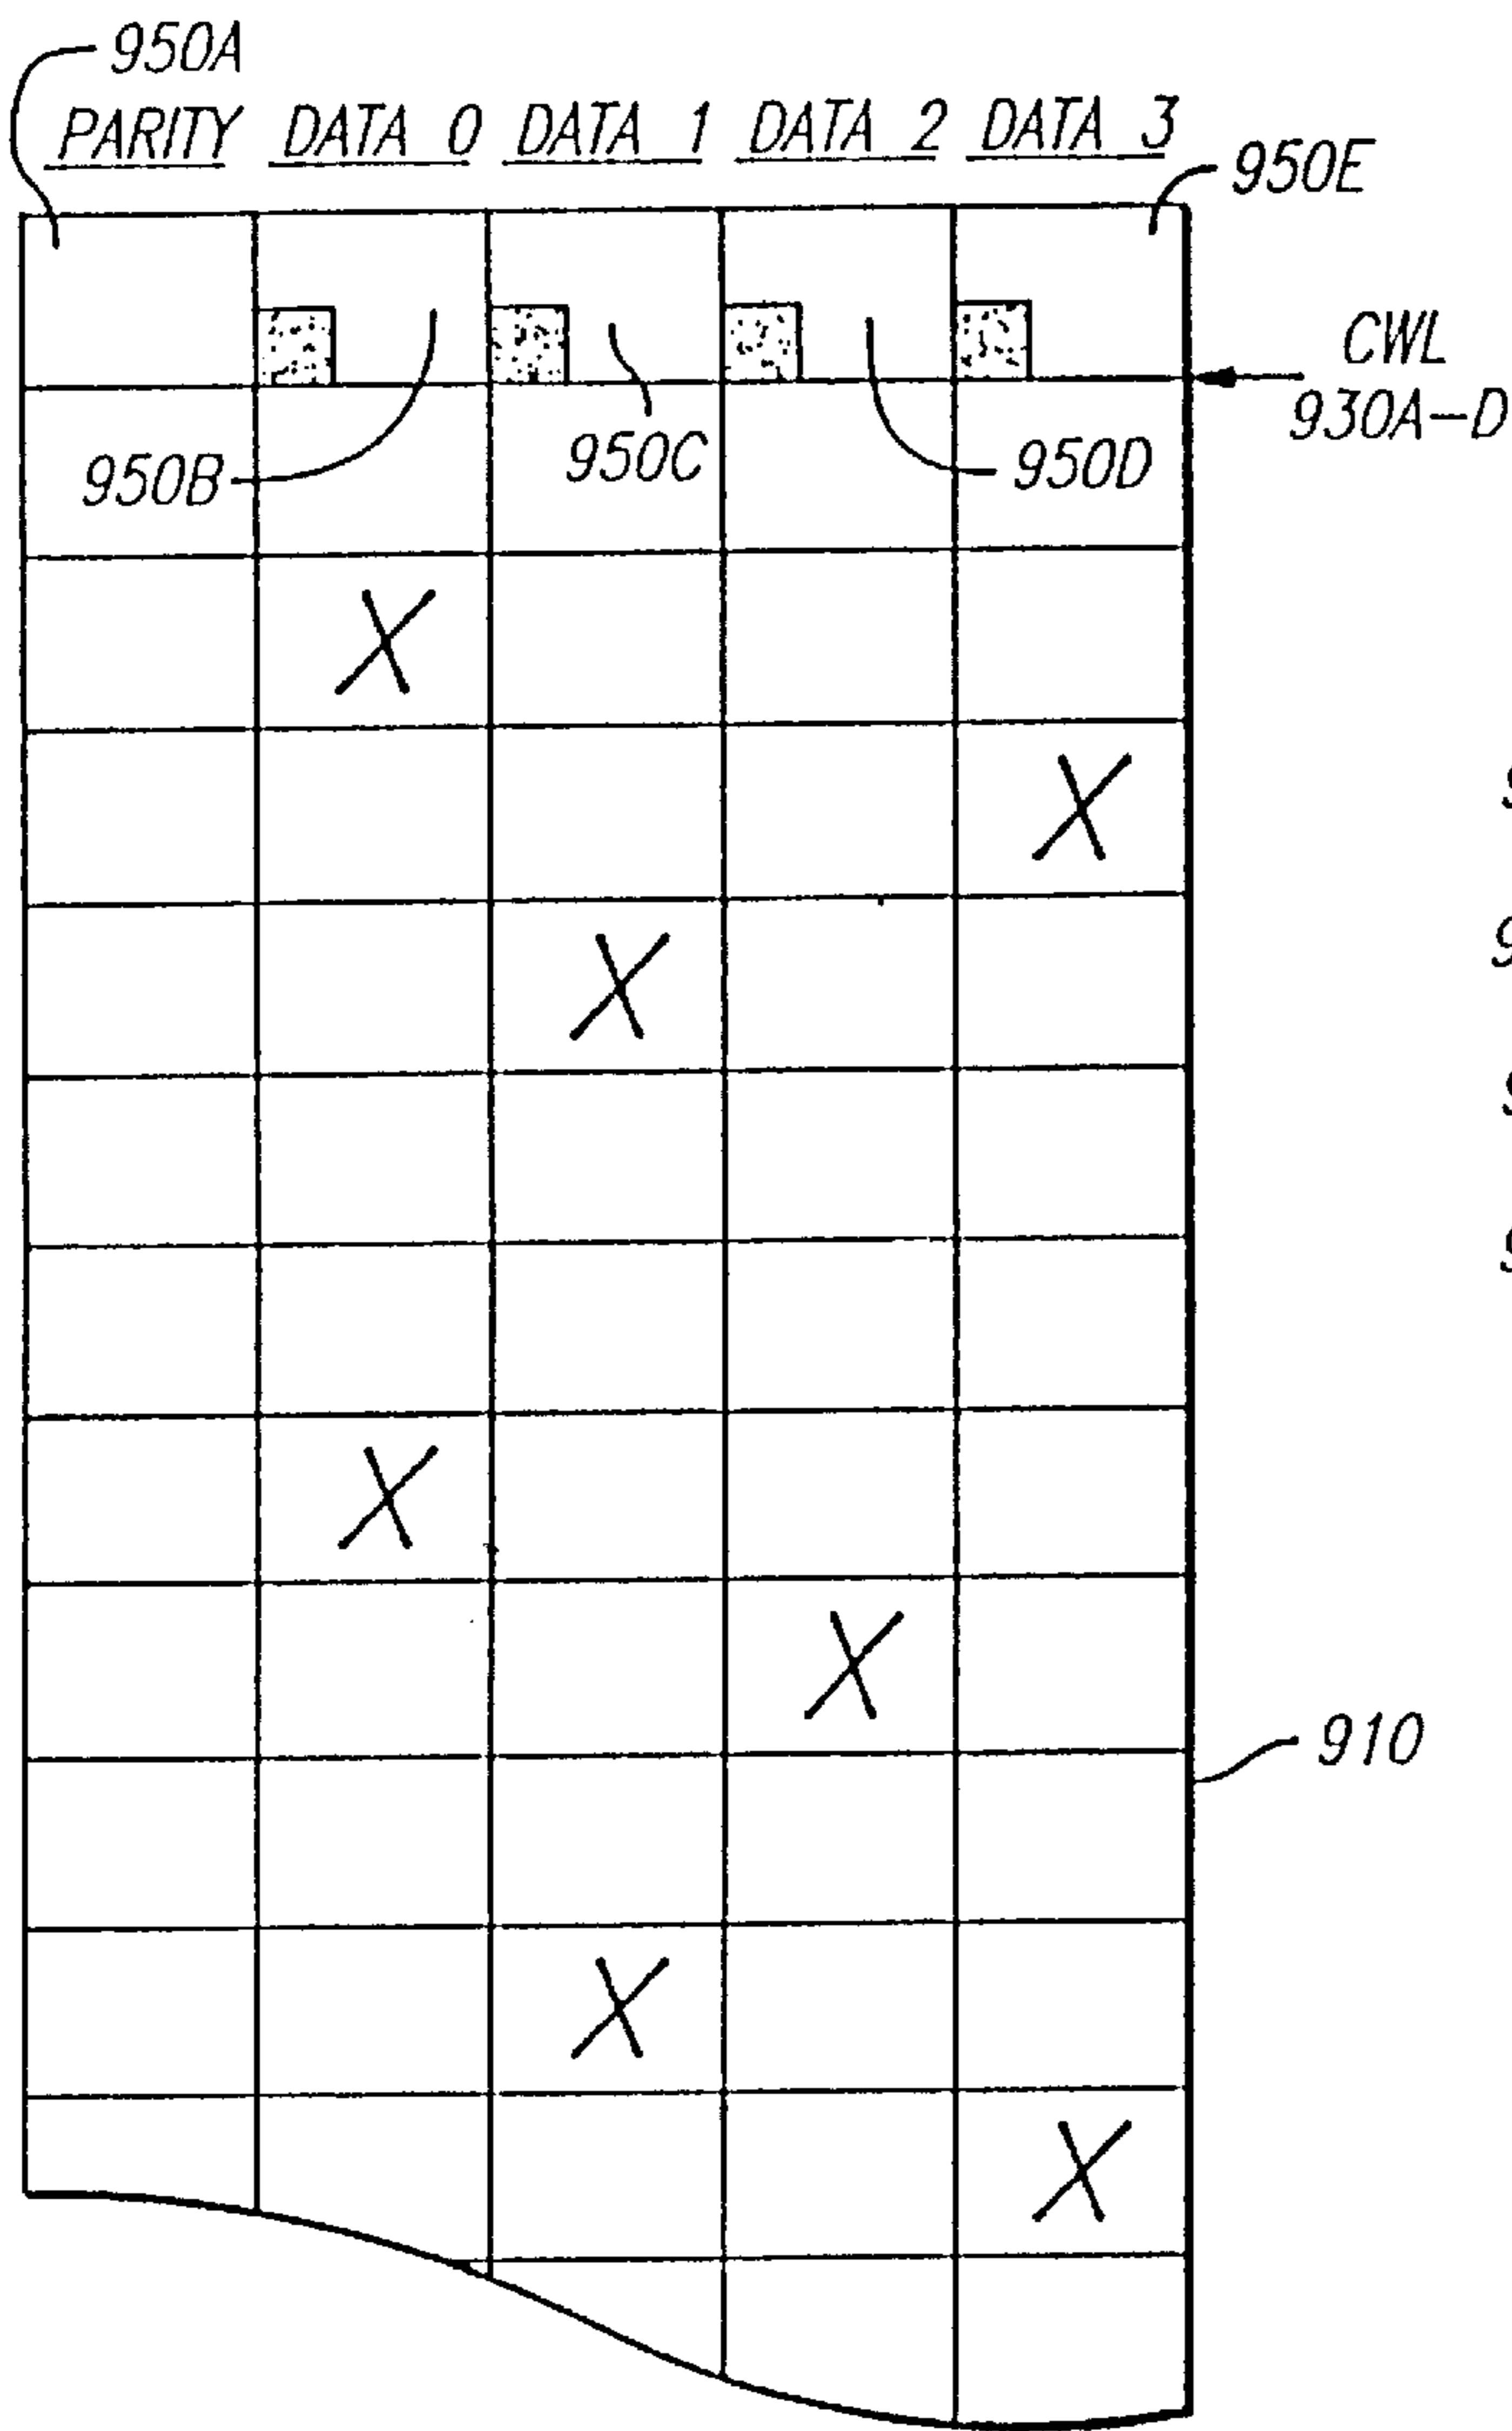 950A
PARITY DATA 0 DATA 1 DATA 2 DATA 3
950E
CWL
930A-D
950B
950C
950D
X
X
X
X
X
X
X
910